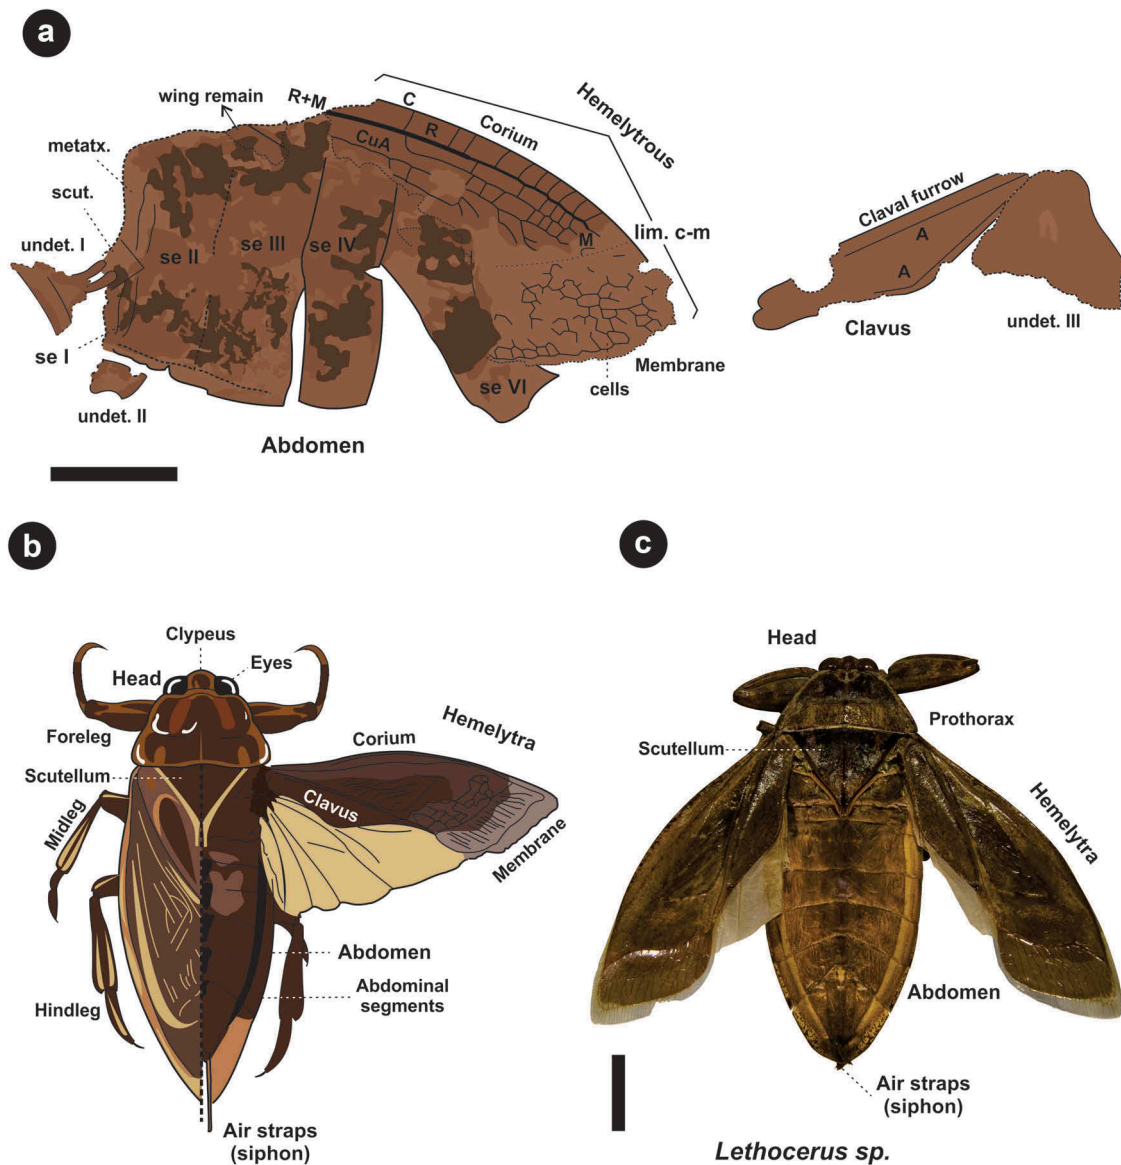 a
wing remain
R+M
C
R
Corium
Hemelytrous
CuA
metatx.
scut.
undet. I
se II
se III
se IV
M
lim. c-m
se I
undet. II
se VI
cells
Membrane
Abdomen
Claval furrow
A
A
Clavus
undet. III
b
Clypeus
Head
Eyes
Foreleg
Scutellum
Corium
Hemelytra
Clavus
Membrane
Midleg
Hindleg
Abdomen
Abdominal
segments
Air straps
(siphon)
c
Head
Prothorax
Scutellum
Hemelytra
Abdomen
Air straps
(siphon)
Lethocerus sp.